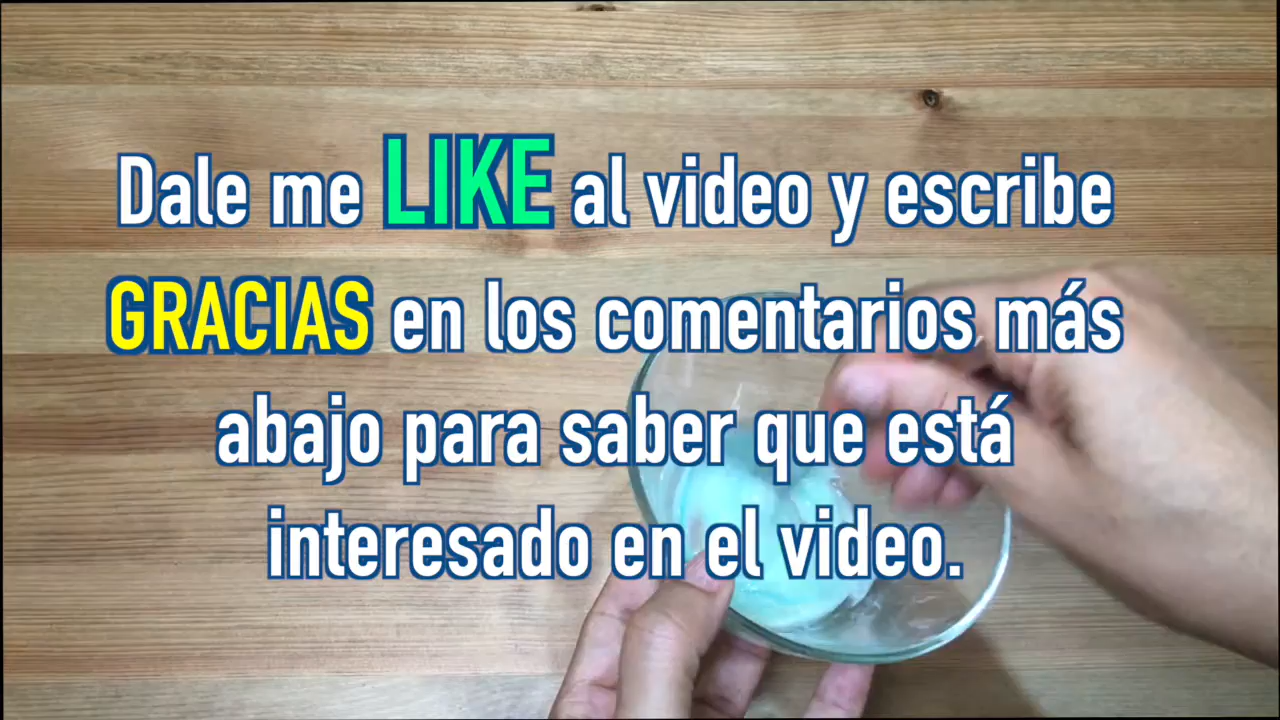 Dale me LIKE al video y escribe
GRACIAS en los comentarios más
abajo para saber que está
interesado en el video.